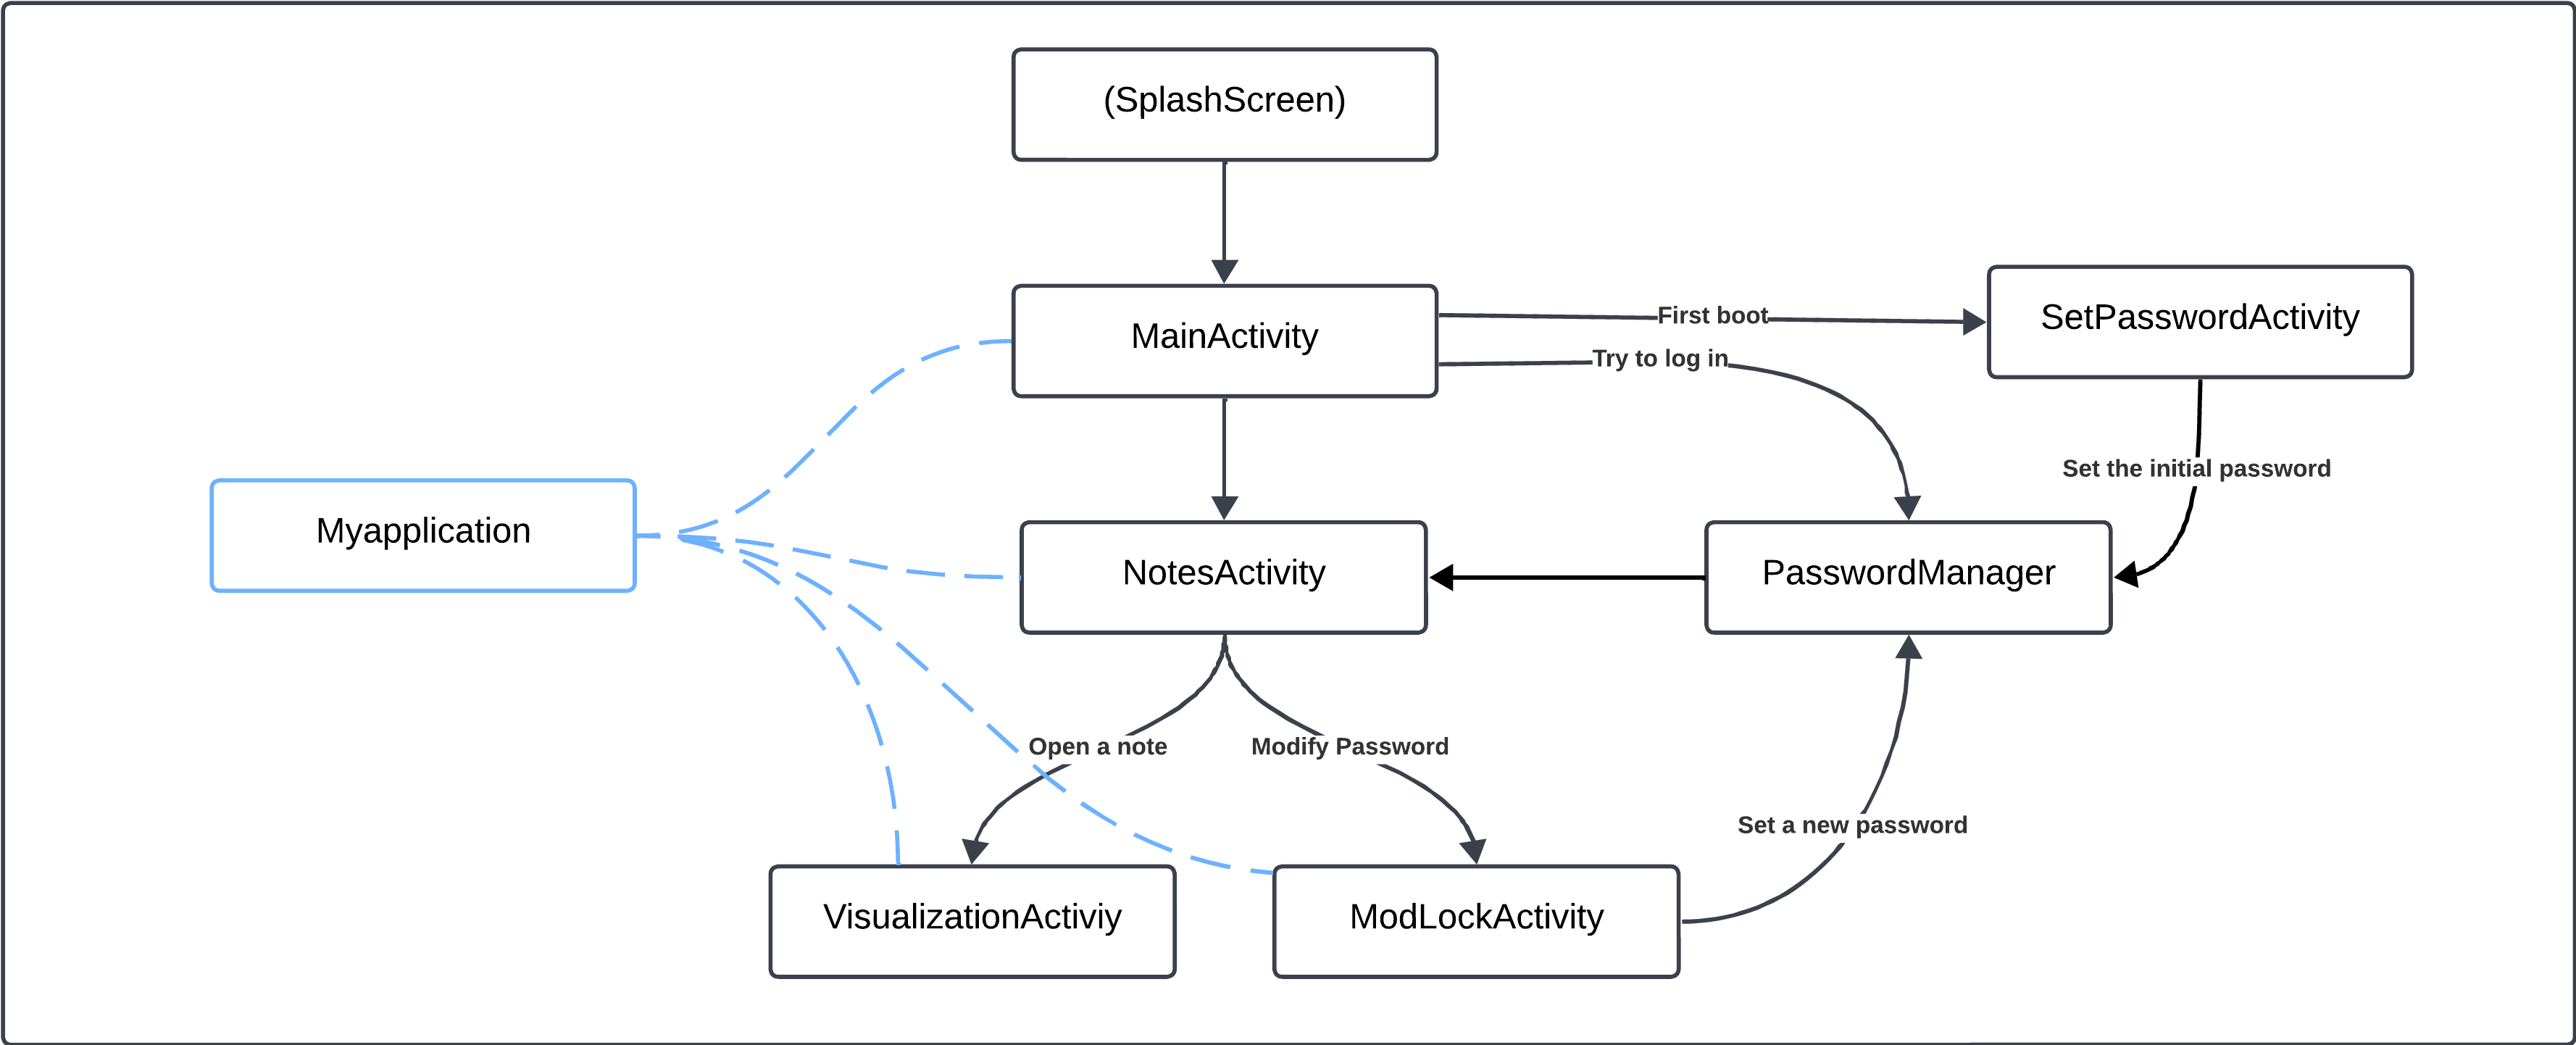 (SplashScreen)
MainActivity
First boot
SetPasswordActivity
Try to log in
Set the initial password
Myapplication
NotesActivity
PasswordManager
Open a note
Modify Password
Set a new password
VisualizationActiviy
ModLockActivity